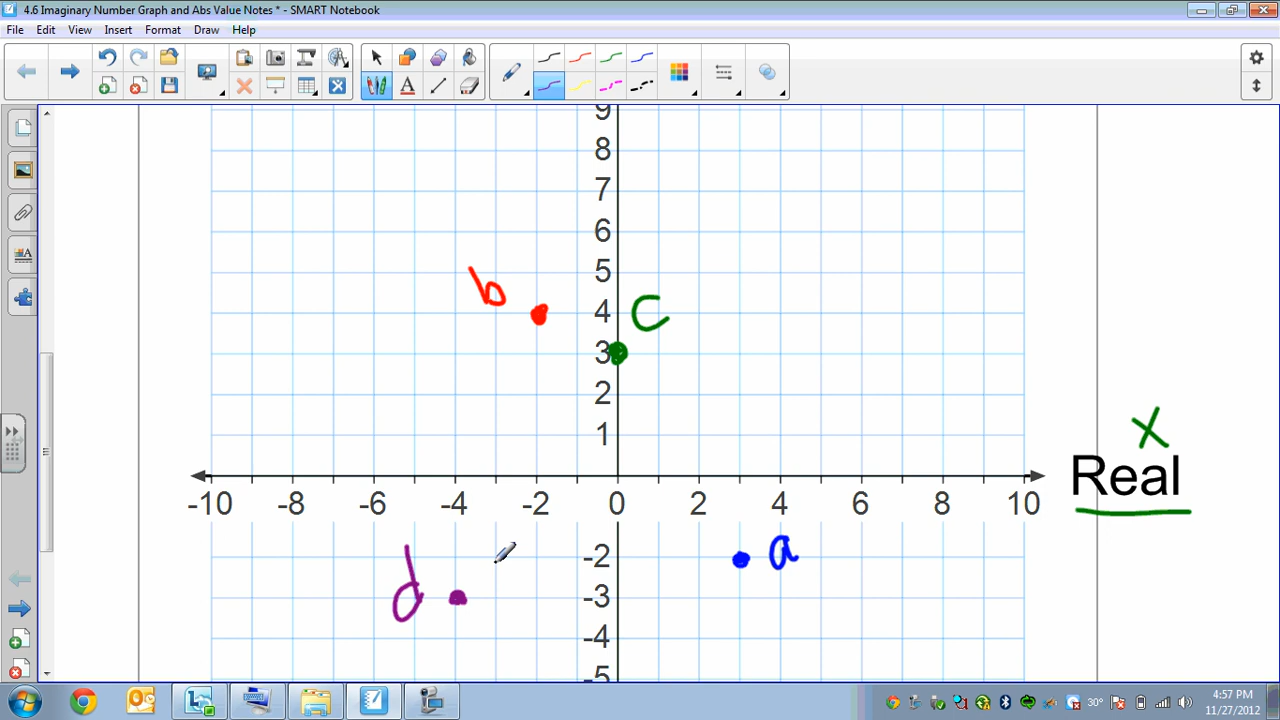 4.6 Imaginary Number Graph and Abs Value Notes * - SMART Notebook
File Edit View Insert Format Draw Help
9
8
7
6
5
b
4
C
3
2
1
X
Real
-10 -8 -6 -4 -2 0 2 4 6 8 10
-2
a
d
-3
-4
-5
30°
4:57 PM
11/27/2012